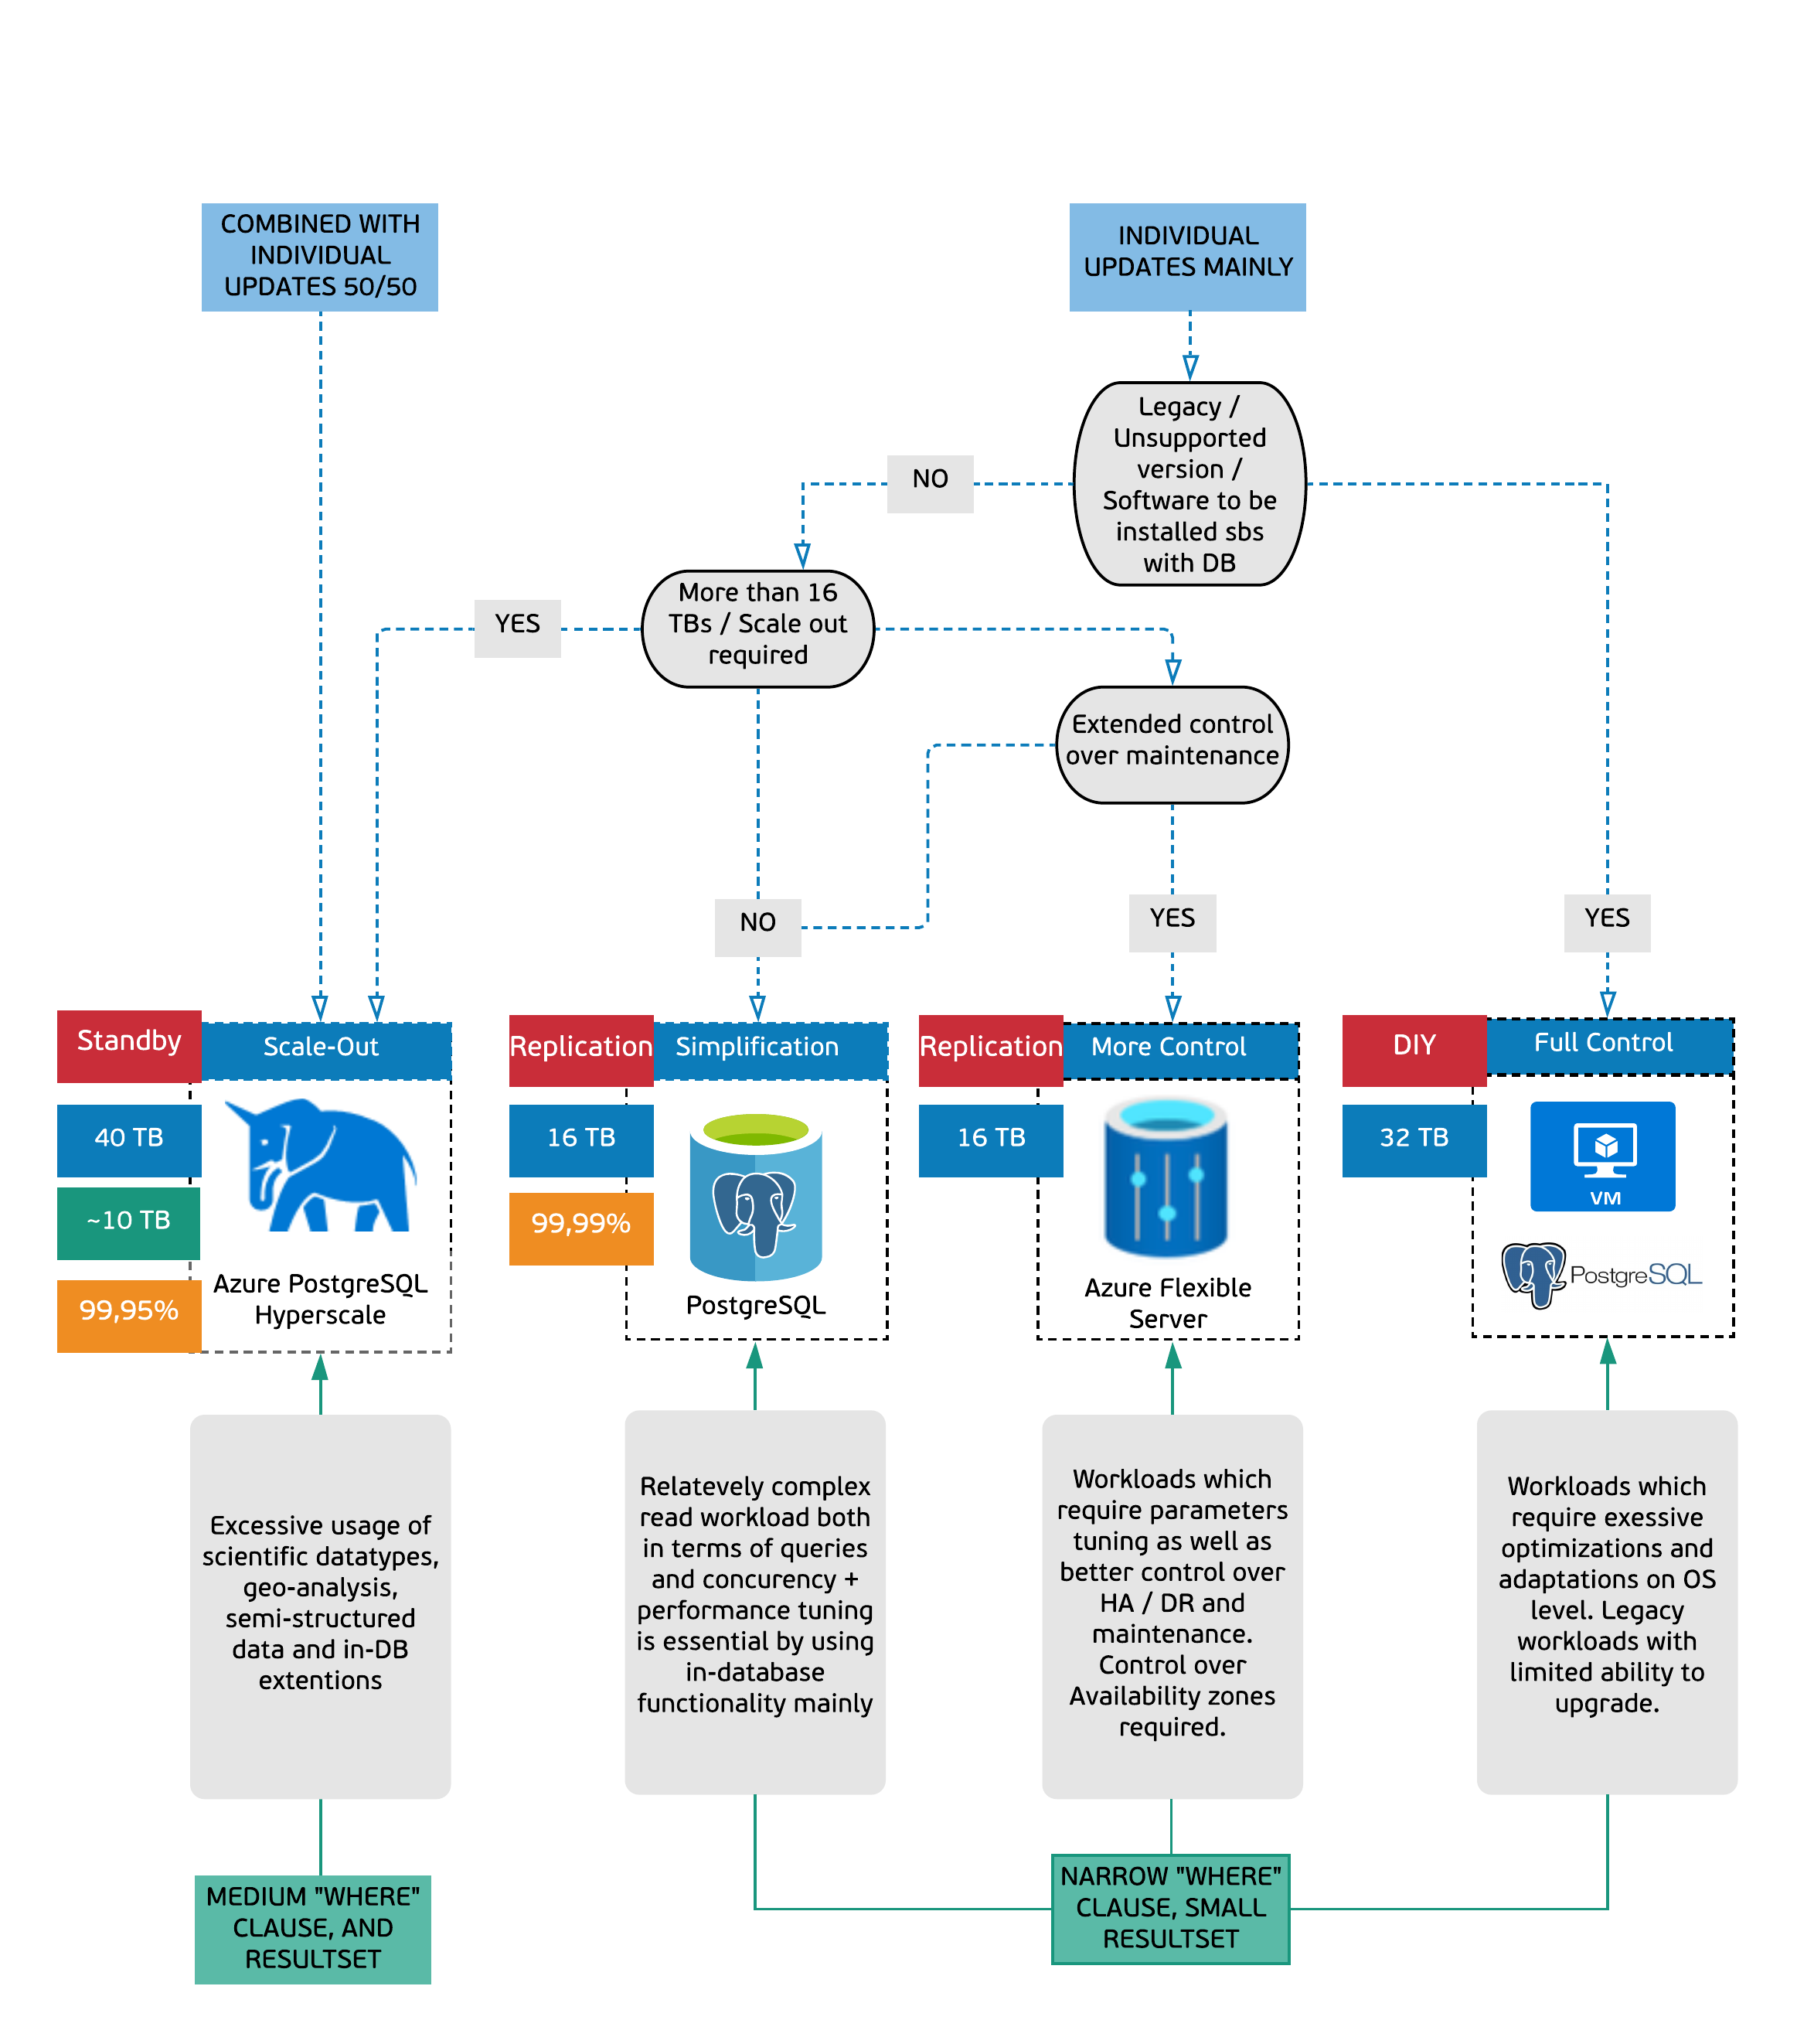 COMBINED WITH
INDIVIDUAL
UPDATES 50/50
INDIVIDUAL
UPDATES MAINLY
Legacy /
Unsupported
version /
Software to be
installed sbs
with DB
NO
More than 16
TBs / Scale out
required
YES
Extended control
over maintenance
NO
YES
YES
Standby
Scale-Out
40 TB
~10 TB
99,95%
Azure PostgreSQL
Hyperscale
Replication
Simplification
16 TB
99,99%
PostgreSQL
Replication
More Control
16 TB
Azure Flexible
Server
DIY
Full Control
32 TB
VM
PostgreSQL
Excessive usage of
scientific datatypes,
geo-analysis,
semi-structured
data and in-DB
extentions
Relatevely complex
read workload both
in terms of queries
and concurency +
performance tuning
is essential by using
in-database
functionality mainly
Workloads which
require parameters
tuning as well as
better control over
HA / DR and
maintenance.
Control over
Availability zones
required.
Workloads which
require exessive
optimizations and
adaptations on OS
level. Legacy
workloads with
limited ability to
upgrade.
MEDIUM "WHERE"
CLAUSE, AND
RESULTSET
NARROW "WHERE"
CLAUSE, SMALL
RESULTSET